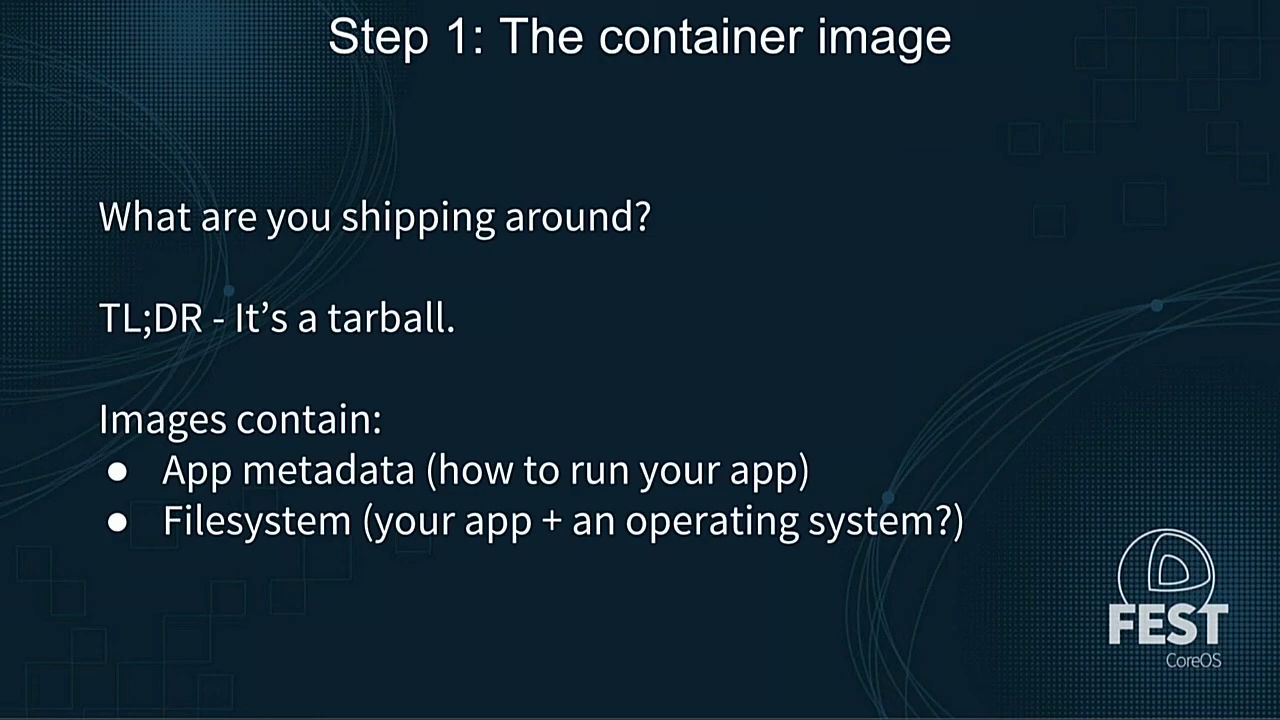 Step 1: The container image
What are you shipping around?
TL;DR - It’s a tarball.
Images contain:
● App metadata (how to run your app)
● Filesystem (your app + an operating system?)
FEST
CoreOS